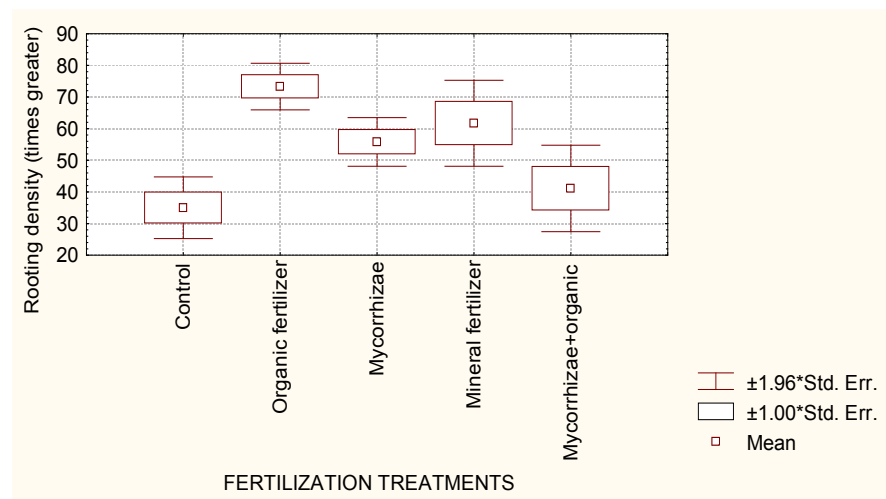 Rooting density (times greater)
90
80
70
60
50
40
30
20
Control
Organic fertilizer
Mycorrhizae
Mineral fertilizer
Mycorrhizae+organic
FERTILIZATION TREATMENTS
±1.96*Std. Err.
±1.00*Std. Err.
Mean